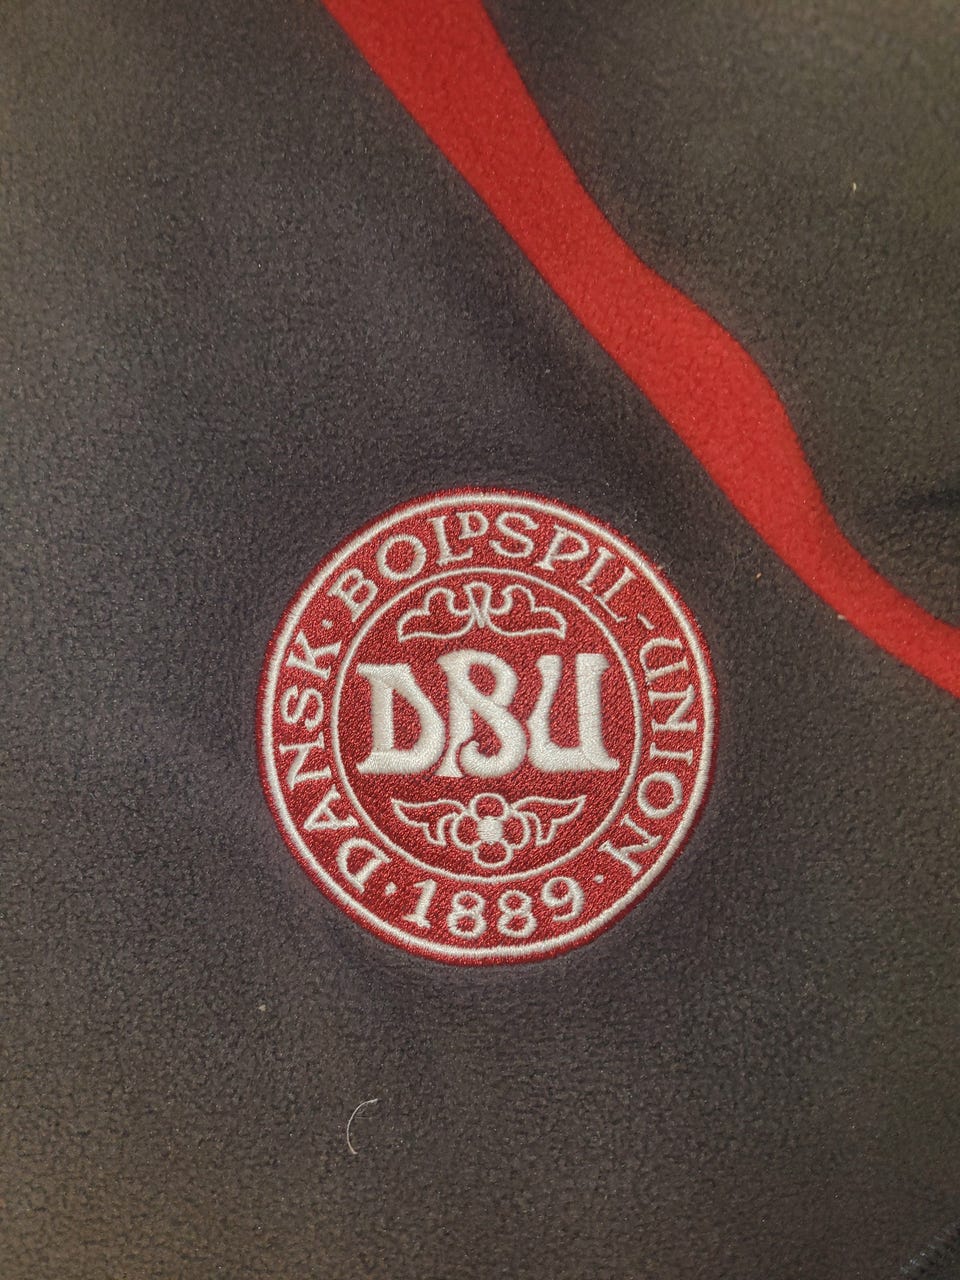 DANSK · BOLDSPIL-UNION
DBU
· 1889 ·